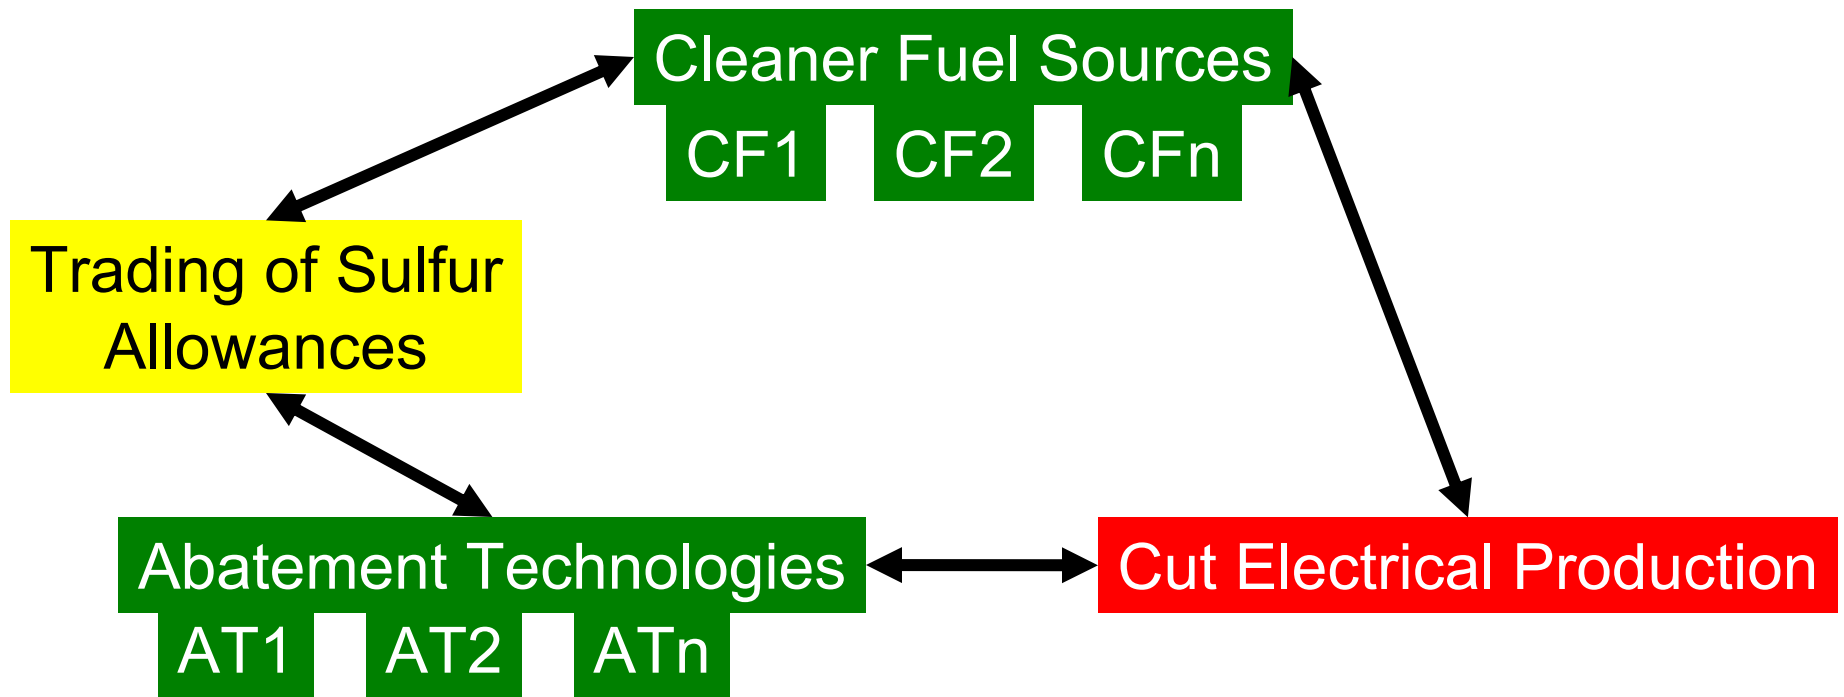 Cleaner Fuel Sources
CF1 CF2 CFn
Trading of Sulfur
Allowances
Abatement Technologies
AT1 AT2 ATn
Cut Electrical Production